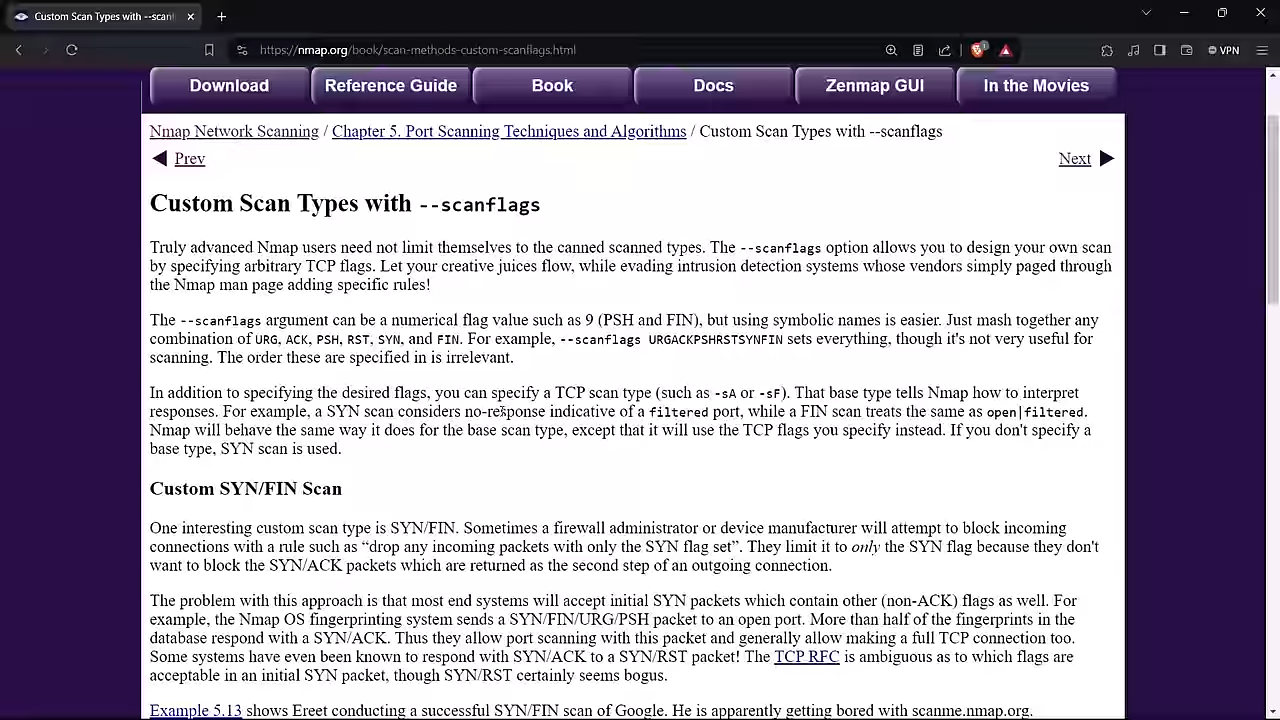 Custom Scan Types with --scanf
https://nmap.org/book/scan-methods-custom-scanflags.html
1
VPN
Download Reference Guide Book Docs Zenmap GUI In the Movies
Nmap Network Scanning / Chapter 5. Port Scanning Techniques and Algorithms / Custom Scan Types with --scanflags
Prev Next
Custom Scan Types with --scanflags
Truly advanced Nmap users need not limit themselves to the canned scanned types. The --scanflags option allows you to design your own scan
by specifying arbitrary TCP flags. Let your creative juices flow, while evading intrusion detection systems whose vendors simply paged through
the Nmap man page adding specific rules!
The --scanflags argument can be a numerical flag value such as 9 (PSH and FIN), but using symbolic names is easier. Just mash together any
combination of URG, ACK, PSH, RST, SYN, and FIN. For example, --scanflags URGACKPSHRSTSYNFIN sets everything, though it's not very useful for
scanning. The order these are specified in is irrelevant.
In addition to specifying the desired flags, you can specify a TCP scan type (such as -sA or -sF). That base type tells Nmap how to interpret
responses. For example, a SYN scan considers no-response indicative of a filtered port, while a FIN scan treats the same as open|filtered.
Nmap will behave the same way it does for the base scan type, except that it will use the TCP flags you specify instead. If you don't specify a
base type, SYN scan is used.
Custom SYN/FIN Scan
One interesting custom scan type is SYN/FIN. Sometimes a firewall administrator or device manufacturer will attempt to block incoming
connections with a rule such as “drop any incoming packets with only the SYN flag set”. They limit it to only the SYN flag because they don't
want to block the SYN/ACK packets which are returned as the second step of an outgoing connection.
The problem with this approach is that most end systems will accept initial SYN packets which contain other (non-ACK) flags as well. For
example, the Nmap OS fingerprinting system sends a SYN/FIN/URG/PSH packet to an open port. More than half of the fingerprints in the
database respond with a SYN/ACK. Thus they allow port scanning with this packet and generally allow making a full TCP connection too.
Some systems have even been known to respond with SYN/ACK to a SYN/RST packet! The TCP RFC is ambiguous as to which flags are
acceptable in an initial SYN packet, though SYN/RST certainly seems bogus.
Example 5.13 shows Ereet conducting a successful SYN/FIN scan of Google. He is apparently getting bored with scanme.nmap.org.